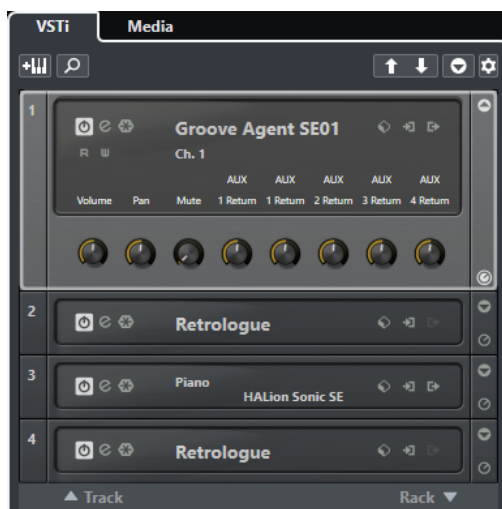 VSTi Media
1
Groove Agent SE01
R W
Ch. 1
AUX AUX AUX AUX AUX
Volume Pan Mute 1 Return 1 Return 2 Return 3 Return 4 Return
2
Retrologue
3
Piano
HALion Sonic SE
4
Retrologue
Track Rack